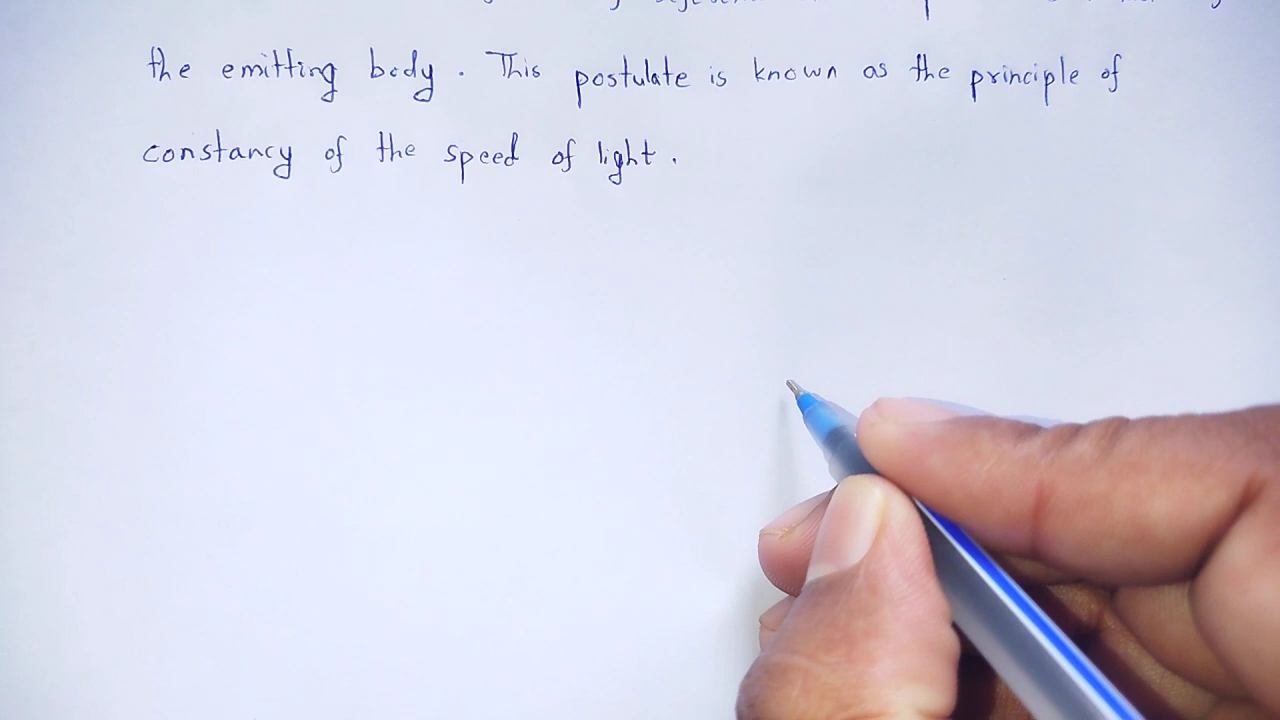 the emitting body. This postulate is known as the principle of
constancy of the speed of light.